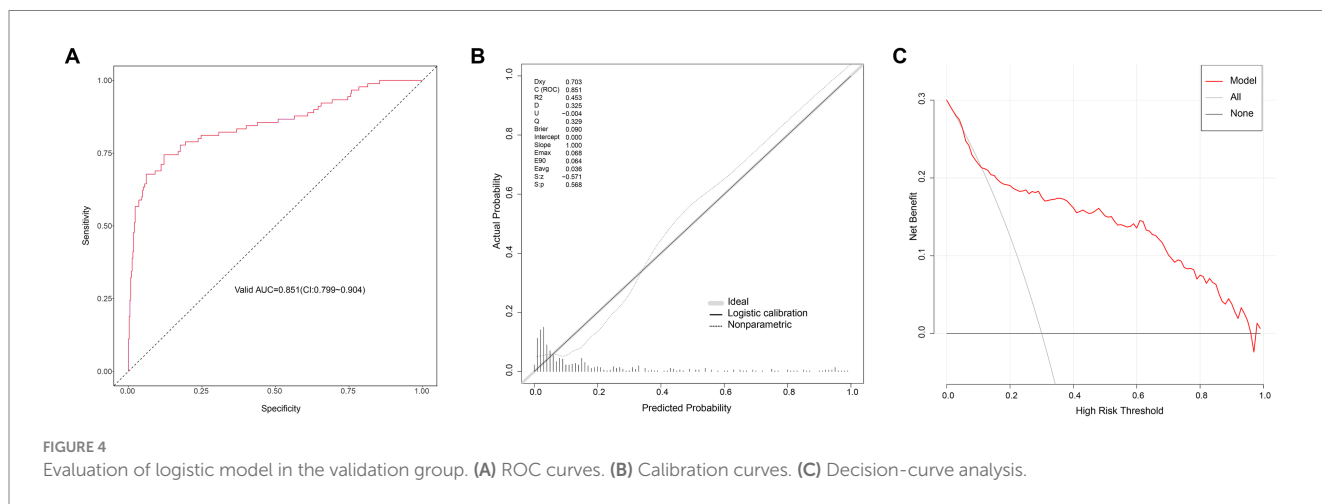 A
1.00
0.75
0.50
0.25
0.00
Sensitivity
Valid AUC=0.851(CI:0.799~0.904)
0.00 0.25 0.50 0.75 1.00
Specificity
B
Dxy 0.703
C (ROC) 0.851
R2 0.453
D 0.325
U −0.004
Q 0.329
Brier 0.090
Intercept 0.000
Slope 1.000
Emax 0.068
E90 0.064
Eavg 0.036
S:z −0.571
S:p 0.568
1.0
0.8
0.6
0.4
0.2
0.0
Actual Probability
Ideal
Logistic calibration
Nonparametric
0.0 0.2 0.4 0.6 0.8 1.0
Predicted Probability
C
Model
All
None
0.3
0.2
0.1
0.0
Net Benefit
0.0 0.2 0.4 0.6 0.8 1.0
High Risk Threshold
FIGURE 4
Evaluation of logistic model in the validation group. (A) ROC curves. (B) Calibration curves. (C) Decision-curve analysis.